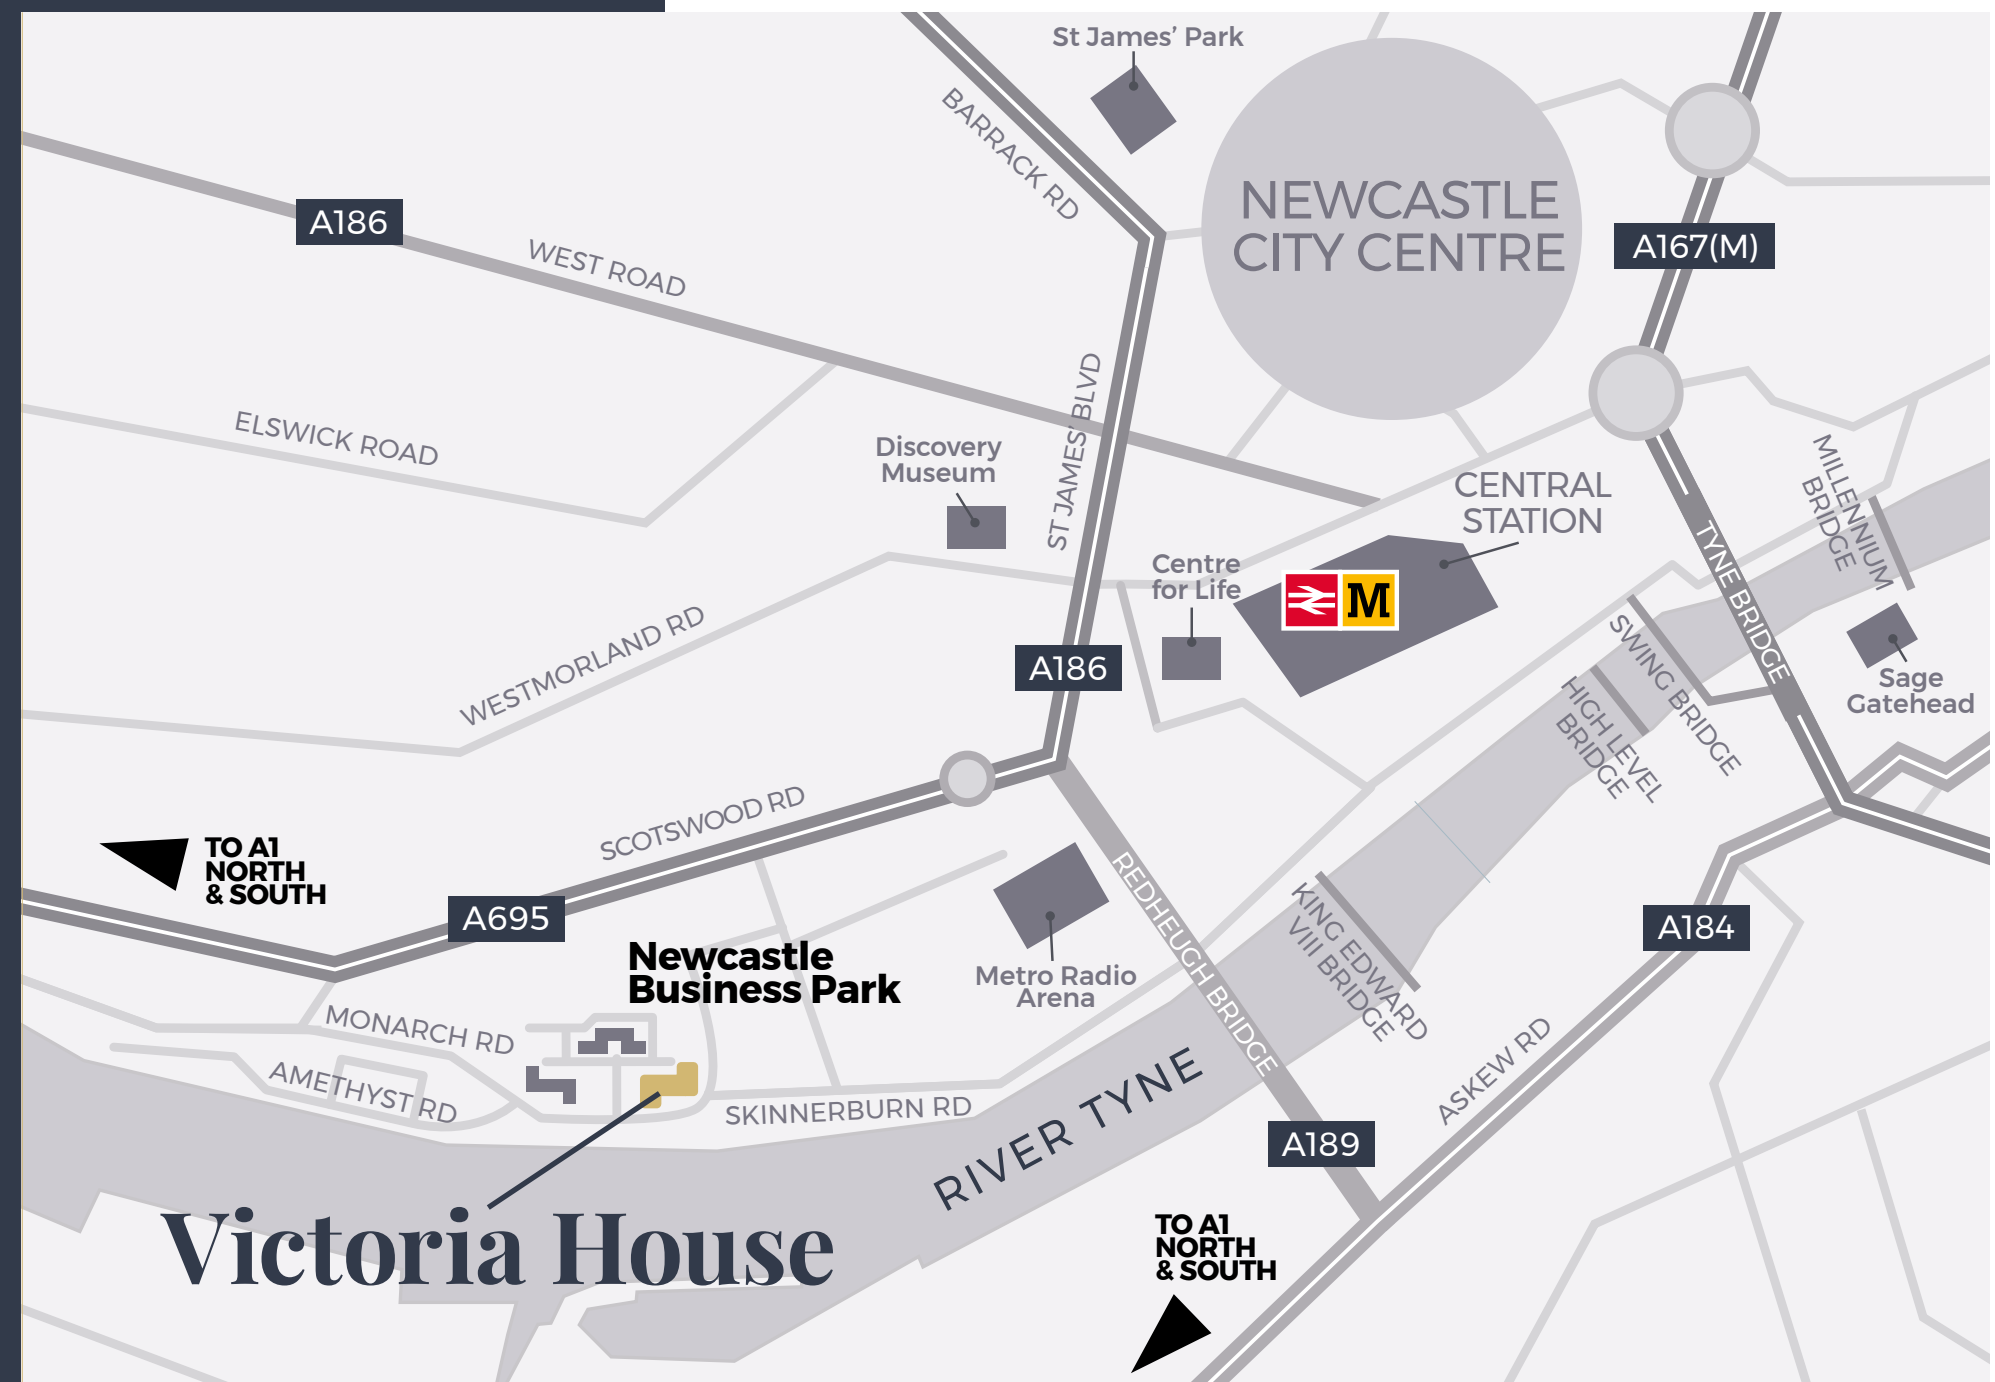 St James' Park
BARRACK RD
NEWCASTLE
CITY CENTRE
A186
A167(M)
WEST ROAD
ST JAMES' BLVD
ELSWICK ROAD
Discovery
Museum
CENTRAL
STATION
MILLENNIUM
BRIDGE
TYNE BRIDGE
Centre
for Life
M
WESTMORLAND RD
A186
SWING BRIDGE
Sage
Gatehead
HIGH LEVEL
BRIDGE
SCOTSWOOD RD
TO A1
NORTH
& SOUTH
A695
REDHEUGH BRIDGE
KING EDWARD
VIII BRIDGE
A184
Newcastle
Business Park
Metro Radio
Arena
MONARCH RD
AMETHYST RD
SKINNERBURN RD
RIVER TYNE
ASKEW RD
A189
Victoria House
TO A1
NORTH
& SOUTH